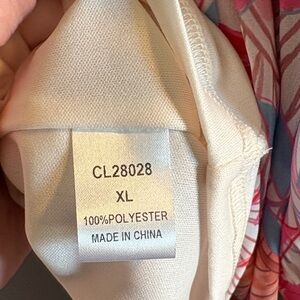 CL28028
XL
100%POLYESTER
MADE IN CHINA